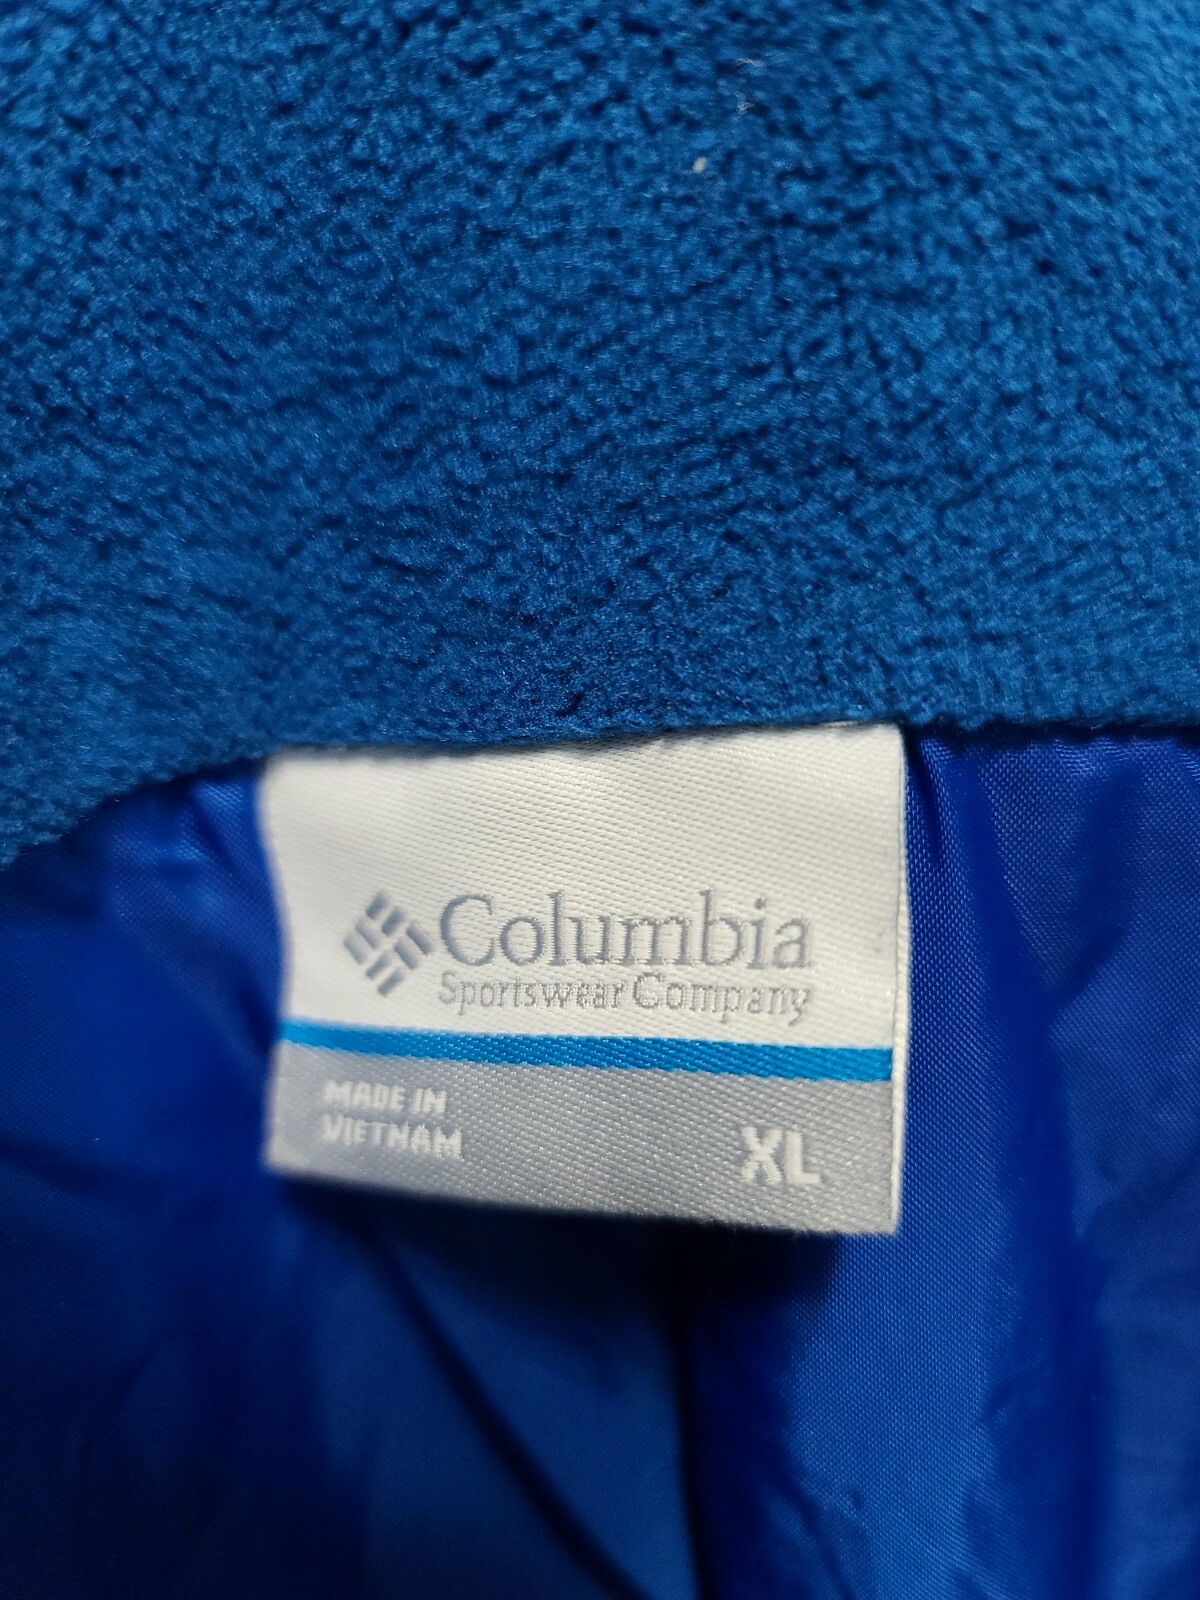 Columbia
Sportswear Company
MADE IN
VIETNAM
XL